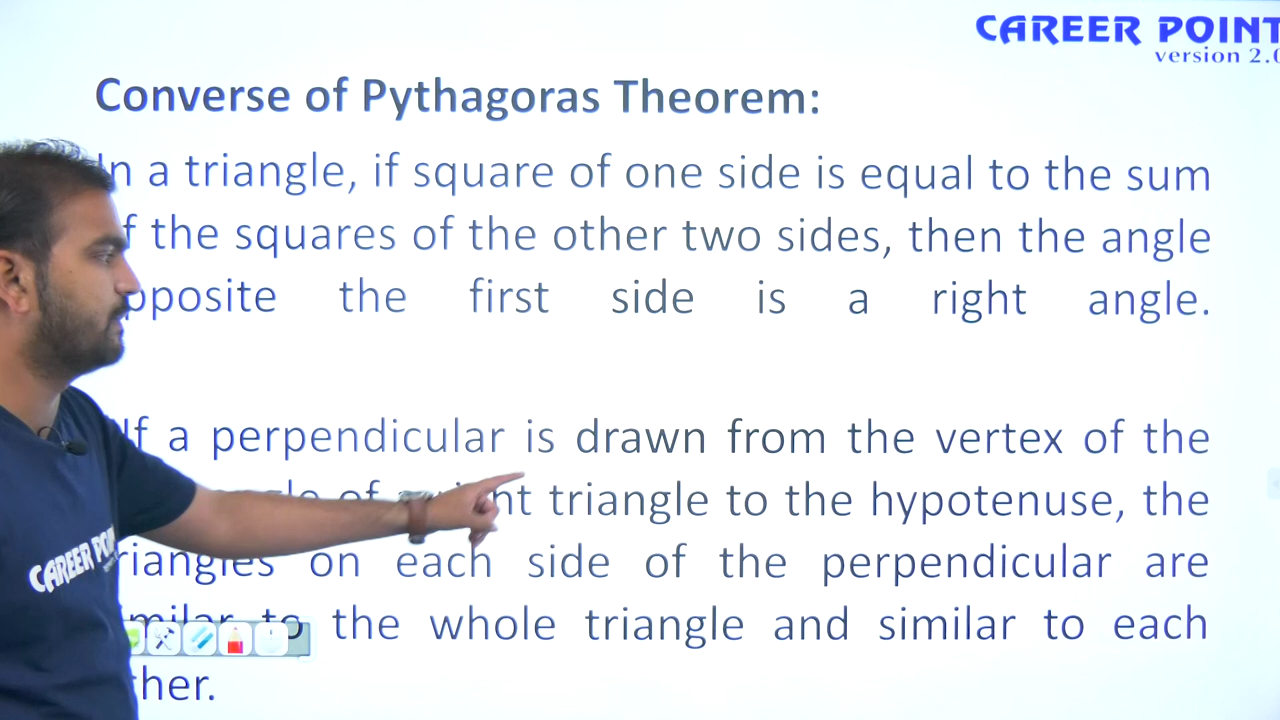 CAREER POINT
version 2.0
Converse of Pythagoras Theorem:
In a triangle, if square of one side is equal to the sum
of the squares of the other two sides, then the angle
opposite the first side is a right angle.
If a perpendicular is drawn from the vertex of the
of triangle to the hypotenuse, the
triangles on each side of the perpendicular are
similar to the whole triangle and similar to each
other.
CAREER POINT